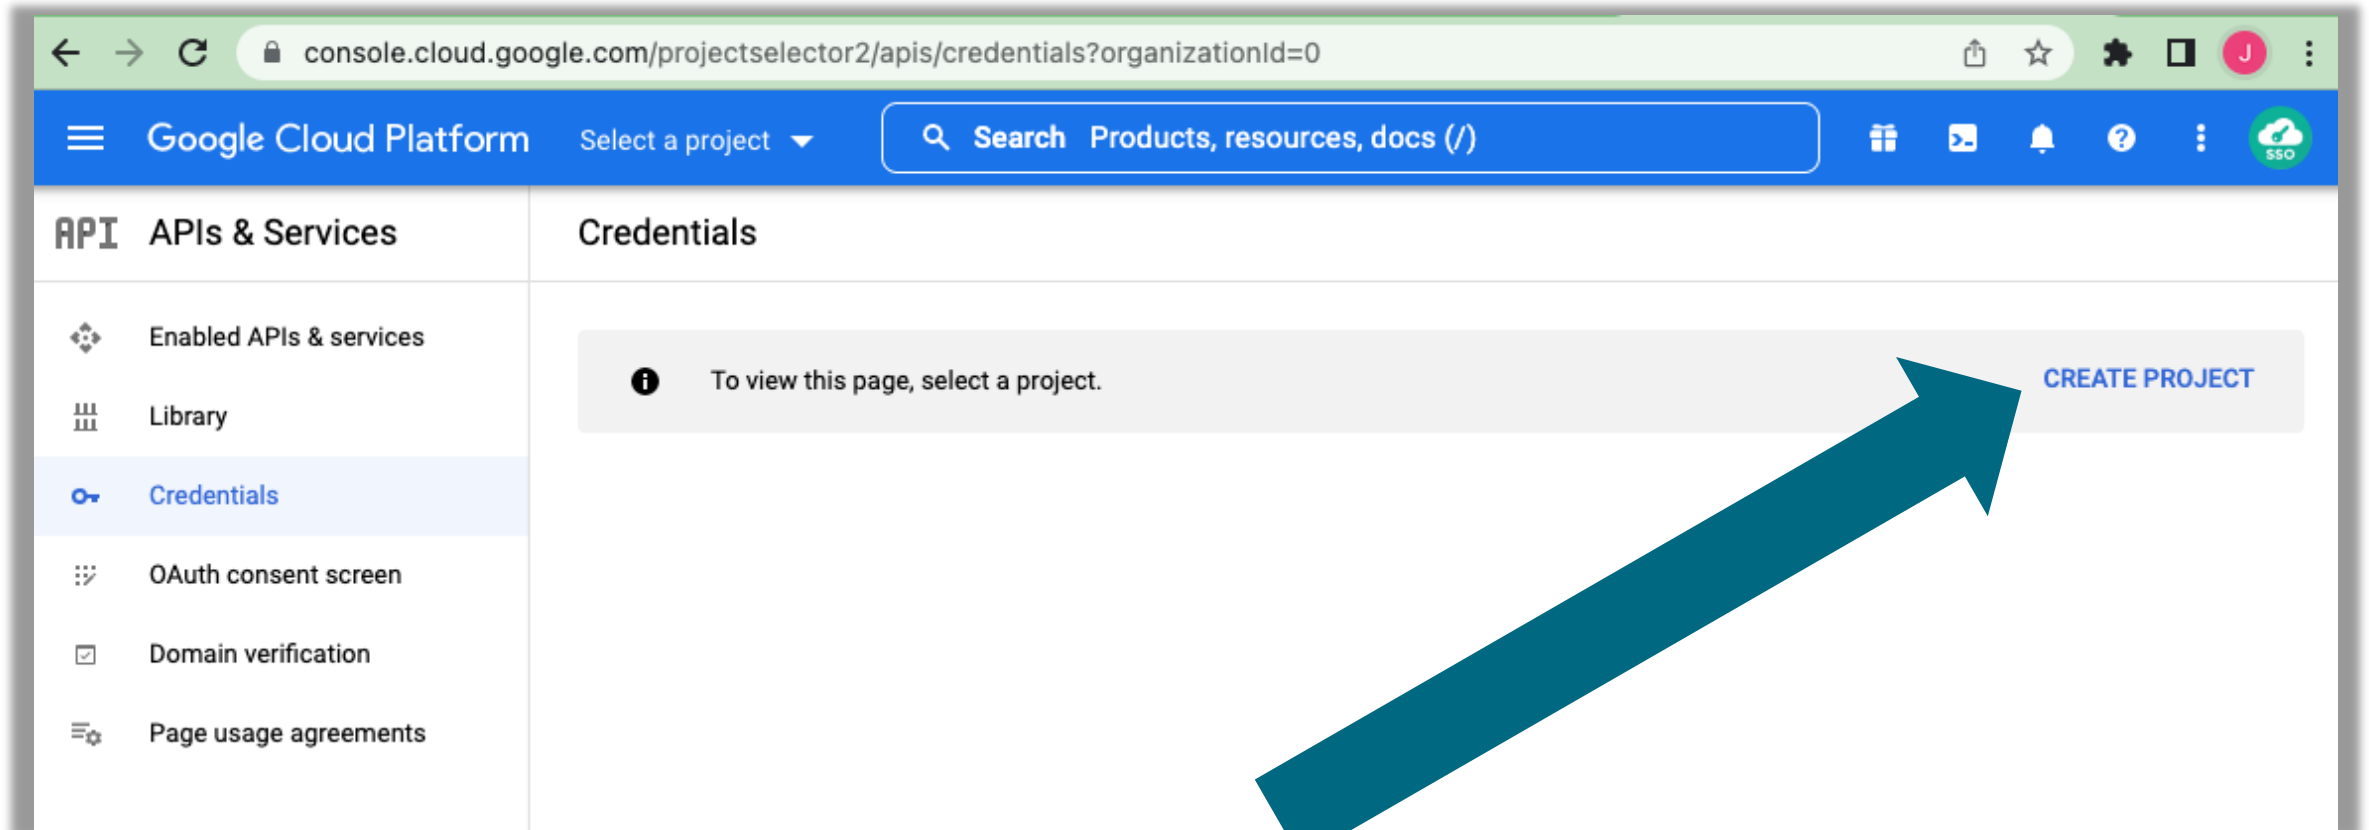 console.cloud.google.com/projectselector2/apis/credentials?organizationId=0
J
Google Cloud Platform
Select a project
Search Products, resources, docs (/)
SSO
API APIs & Services
Credentials
Enabled APIs & services
To view this page, select a project.
CREATE PROJECT
Library
Credentials
OAuth consent screen
Domain verification
Page usage agreements